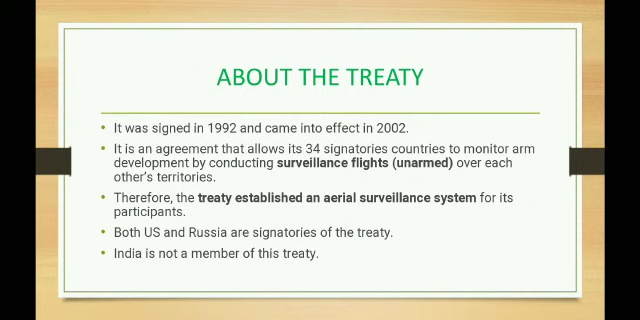 ABOUT THE TREATY
• It was signed in 1992 and came into effect in 2002.
• It is an agreement that allows its 34 signatories countries to monitor arm
development by conducting surveillance flights (unarmed) over each
other's territories.
• Therefore, the treaty established an aerial surveillance system for its
participants.
• Both US and Russia are signatories of the treaty.
• India is not a member of this treaty.